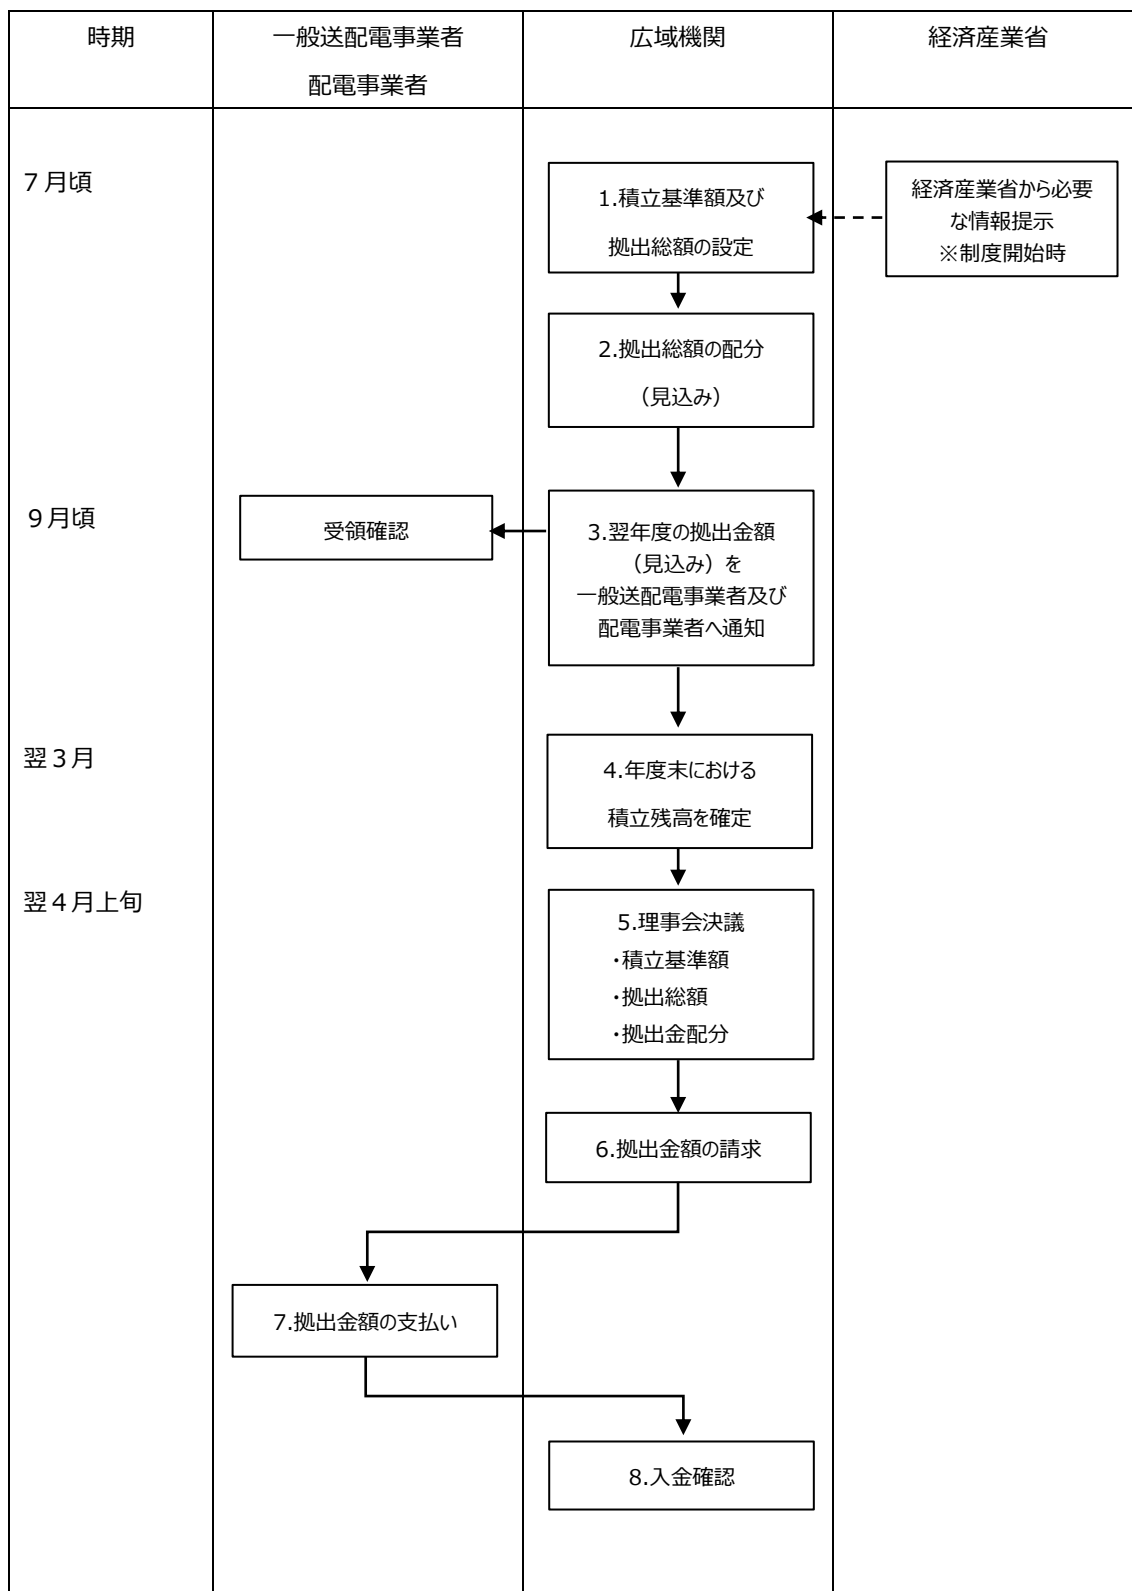 時期
一般送配電事業者
配電事業者
広域機関
経済産業省
７月頃
1.積立基準額及び
拠出総額の設定
経済産業省から必要
な情報提示
※制度開始時
2.拠出総額の配分
（見込み）
９月頃
受領確認
3.翌年度の拠出金額
（見込み）を
一般送配電事業者及び
配電事業者へ通知
翌３月
4.年度末における
積立残高を確定
翌４月上旬
5.理事会決議
・積立基準額
・拠出総額
・拠出金配分
6.拠出金額の請求
7.拠出金額の支払い
8.入金確認